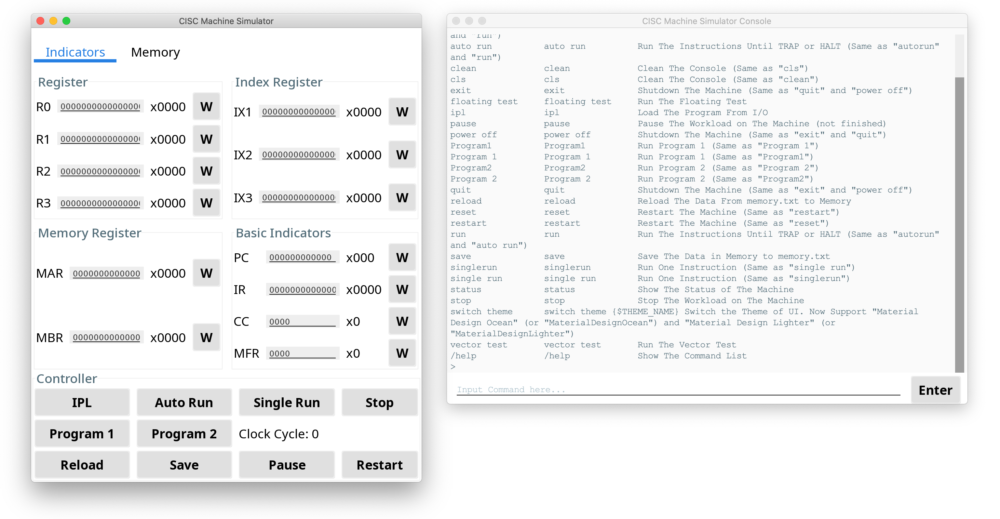 CISC Machine Simulator
Indicators Memory
Register
R0 0000000000000000 x0000 W
R1 0000000000000000 x0000 W
R2 0000000000000000 x0000 W
R3 0000000000000000 x0000 W
Index Register
IX1 00000000000000 x0000 W
IX2 00000000000000 x0000 W
IX3 00000000000000 x0000 W
Memory Register
MAR 0000000000000 x0000 W
MBR 0000000000000 x0000 W
Basic Indicators
PC 000000000000 x000 W
IR 0000000000000 x0000 W
CC 0000 x0 W
MFR 0000 x0 W
Controller
IPL Auto Run Single Run Stop
Program 1 Program 2 Clock Cycle: 0
Reload Save Pause Restart
CISC Machine Simulator Console
and "run")
auto run auto run Run The Instructions Until TRAP or HALT (Same as "autorun"
and "run")
clean clean Clean The Console (Same as "cls")
cls cls Clean The Console (Same as "clean")
exit exit Shutdown The Machine (Same as "quit" and "power off")
floating test floating test Run The Floating Test
ipl ipl Load The Program From I/O
pause pause Pause The Workload on The Machine (not finished)
power off power off Shutdown The Machine (Same as "exit" and "quit")
Program1 Program1 Run Program 1 (Same as "Program 1")
Program 1 Program 1 Run Program 1 (Same as "Program1")
Program2 Program2 Run Program 2 (Same as "Program 2")
Program 2 Program 2 Run Program 2 (Same as "Program2")
quit quit Shutdown The Machine (Same as "exit" and "power off")
reload reload Reload The Data From memory.txt to Memory
reset reset Restart The Machine (Same as "restart")
restart restart Restart The Machine (Same as "reset")
run run Run The Instructions Until TRAP or HALT (Same as "autorun"
and "auto run")
save save Save The Data in Memory to memory.txt
singlerun singlerun Run One Instruction (Same as "single run")
single run single run Run One Instruction (Same as "singlerun")
status status Show The Status of The Machine
stop stop Stop The Workload on The Machine
switch theme switch theme {$THEME_NAME} Switch the Theme of UI. Now Support "Material
Design Ocean" (or "MaterialDesignOcean") and "Material Design Lighter" (or
"MaterialDesignLighter")
vector test vector test Run The Vector Test
/help /help Show The Command List
>
Input Command here...
Enter